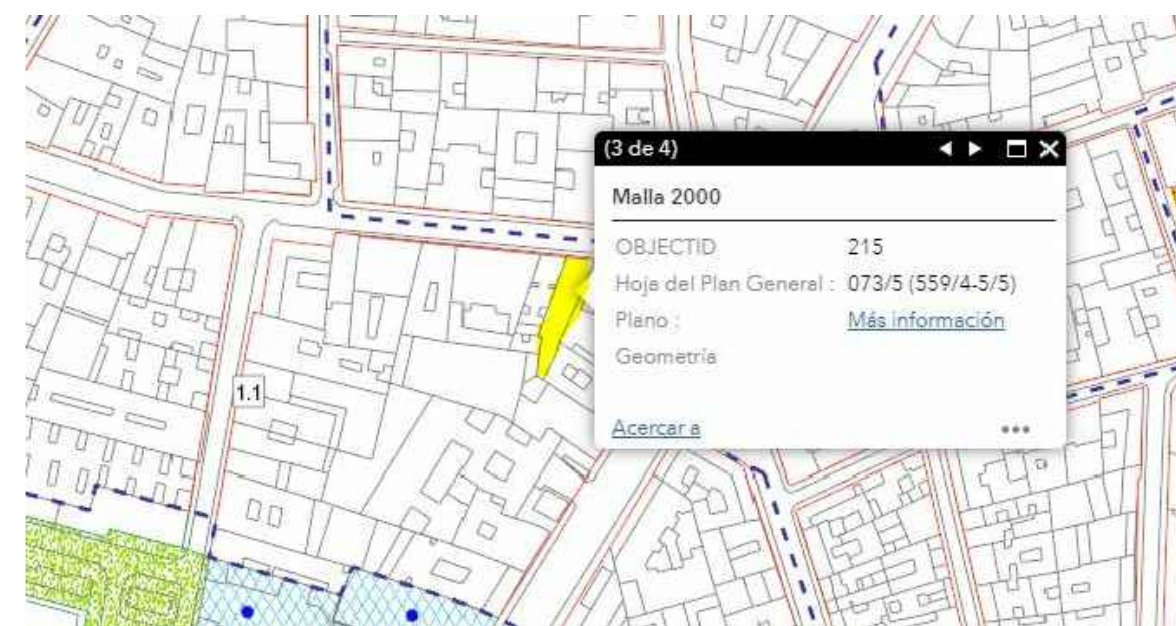 (3 de 4)
Malla 2000
OBJECTID 215
Hoja del Plan General : 073/5 (559/4-5/5)
Plano : Más información
Geometría
1.1
Acercar a